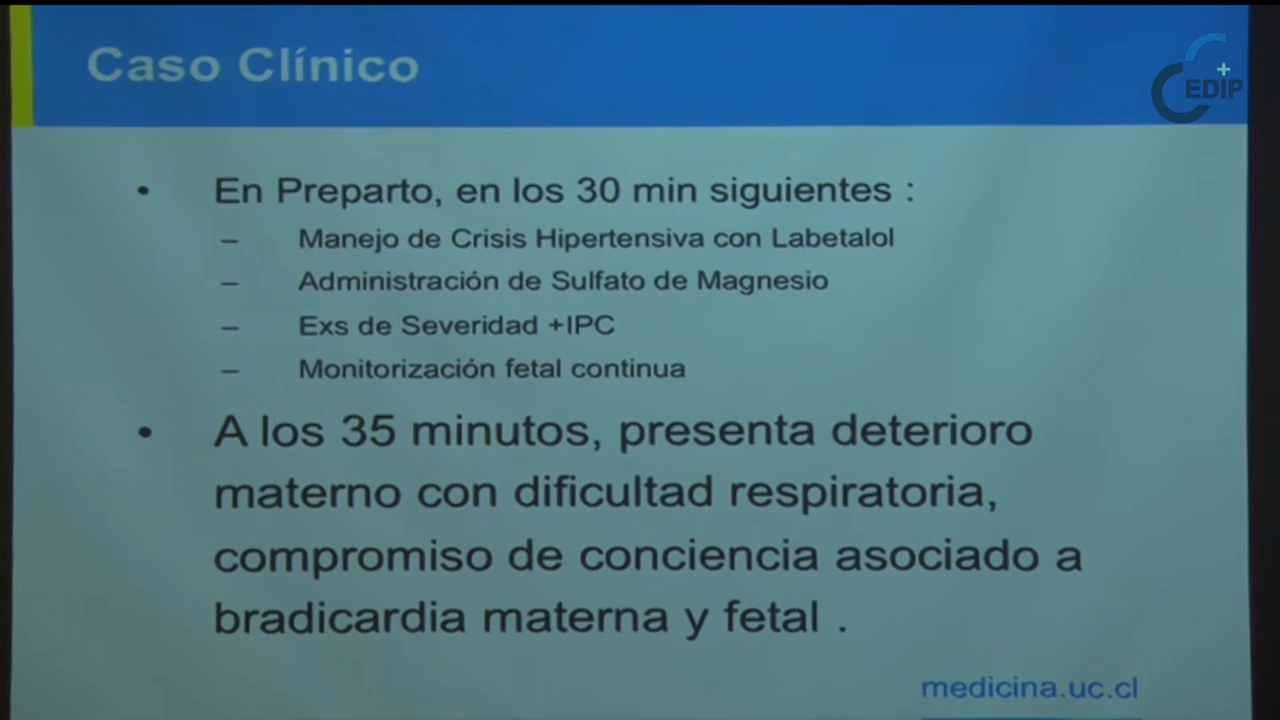 Caso Clínico
EDIP
• En Preparto, en los 30 min siguientes :
– Manejo de Crisis Hipertensiva con Labetalol
– Administración de Sulfato de Magnesio
– Exs de Severidad +IPC
– Monitorización fetal continua
• A los 35 minutos, presenta deterioro
materno con dificultad respiratoria,
compromiso de conciencia asociado a
bradicardia materna y fetal .
medicina.uc.cl